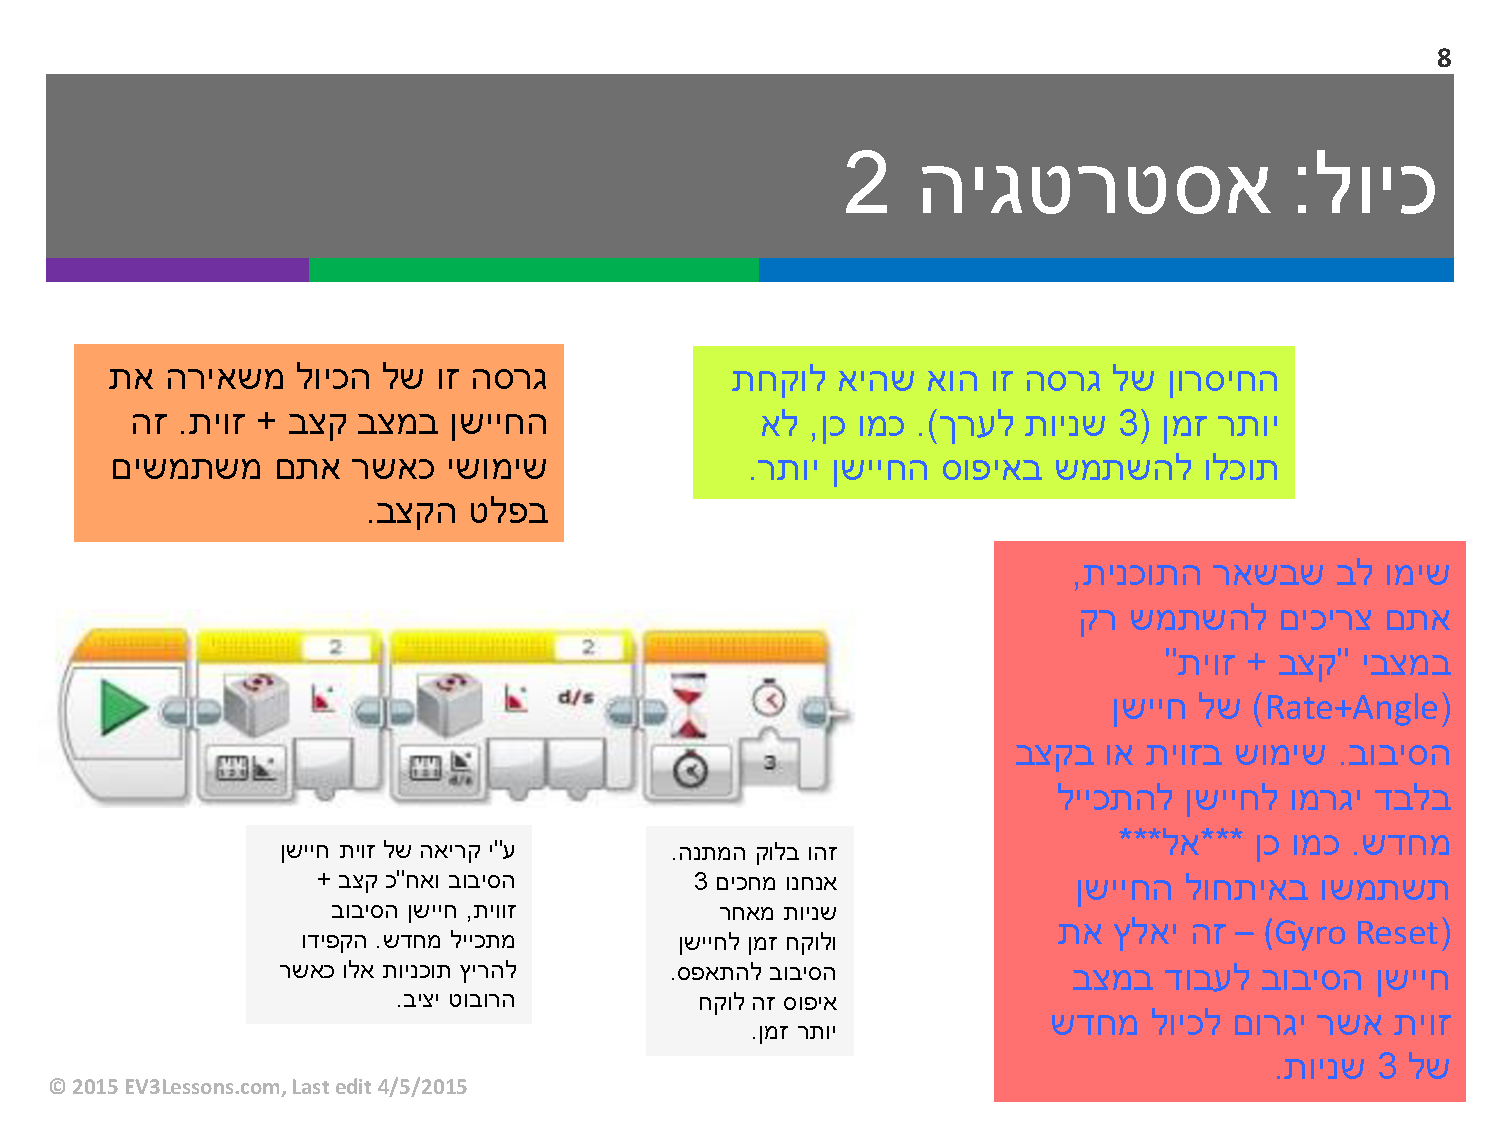 8
כיול: אסטרטגיה 2
החיסרון של גרסה זו הוא שהיא לוקחת
יותר זמן (3 שניות לערך). כמו כן, לא
תוכלו להשתמש באיפוס החיישן יותר.
גרסה זו של הכיול משאירה את
החיישן במצב קצב + זוית. זה
שימושי כאשר אתם משתמשים
בפלט הקצב.
שימו לב שבשאר התוכנית,
אתם צריכים להשתמש רק
במצבי "קצב + זוית"
(Rate+Angle) של חיישן
הסיבוב. שימוש בזוית או בקצב
בלבד יגרמו לחיישן להתכייל
מחדש. כמו כן ***אל***
תשתמשו באיתחול החיישן
(Gyro Reset) – זה יאלץ את
חיישן הסיבוב לעבוד במצב
זוית אשר יגרום לכיול מחדש
של 3 שניות.
2
2
d/s
3
זהו בלוק המתנה.
אנחנו מחכים 3
שניות מאחר
ולוקח זמן לחיישן
הסיבוב להתאפס.
איפוס זה לוקח
יותר זמן.
ע"י קריאה של זוית חיישן
הסיבוב ואח"כ קצב +
זווית, חיישן הסיבוב
מתכייל מחדש. הקפידו
להריץ תוכניות אלו כאשר
הרובוט יציב.
© 2015 EV3Lessons.com, Last edit 4/5/2015